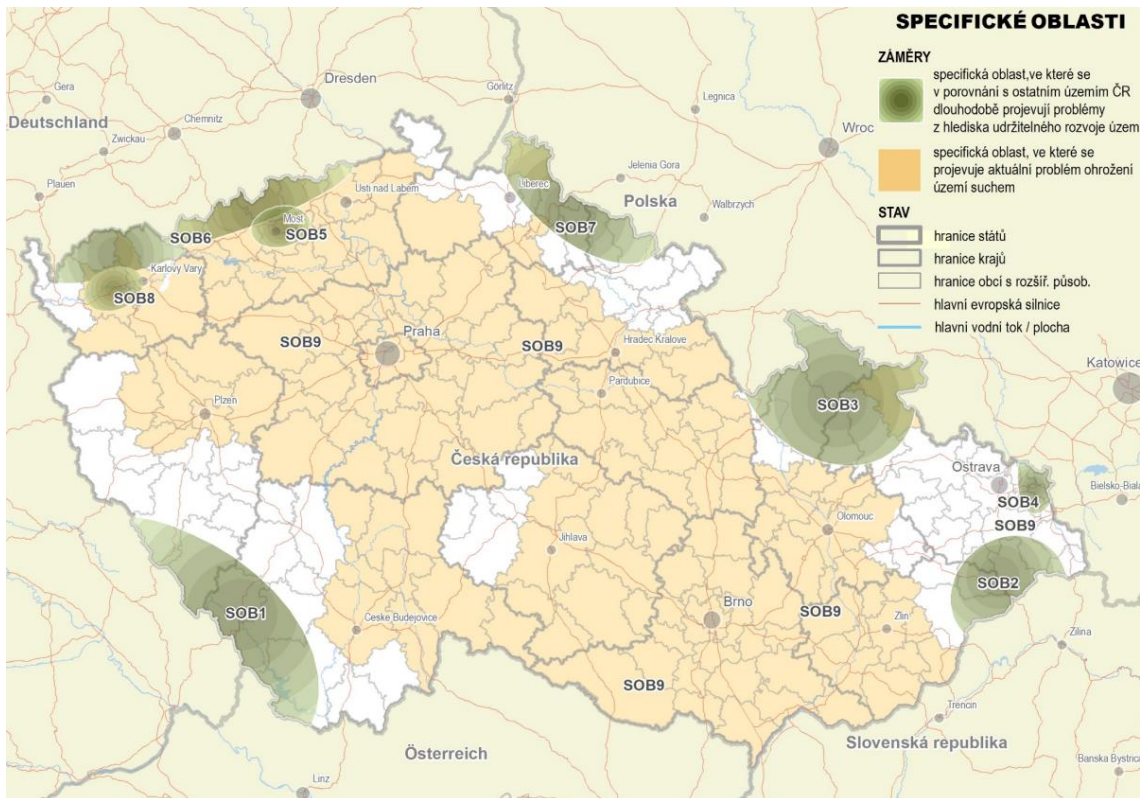 SPECIFICKÉ OBLASTI
ZÁMĚRY
specifická oblast,ve které se
v porovnání s ostatním územím ČR
dlouhodobě projevují problémy
z hlediska udržitelného rozvoje územ
specifická oblast, ve které se
projevuje aktuální problém ohrožení
území suchem
STAV
hranice států
hranice krajů
hranice obcí s rozšíř. působ.
hlavní evropská silnice
hlavní vodní tok / plocha
Dresden
Görlitz
Gera
Legnica
Deutschland
Chemnitz
Zwickau
Wroc
Plauen
Jelenia Gora
Liberec
Usti nad Labem
Polska
Walbrzych
Most
SOB7
SOB6
SOB5
Karlovy Vary
SOB8
Praha
SOB9
SOB9
Hradec Kralove
Katowice
Pardubice
SOB3
Plzen
Česká republika
Ostrava
Bielsko-Biala
SOB4
Olomouc
SOB9
Jihlava
SOB2
SOB1
Brno
SOB9
Ceske Budejovice
Zlin
Zilina
SOB9
Trencin
Slovenská republika
Österreich
Linz
Banska Bystrica